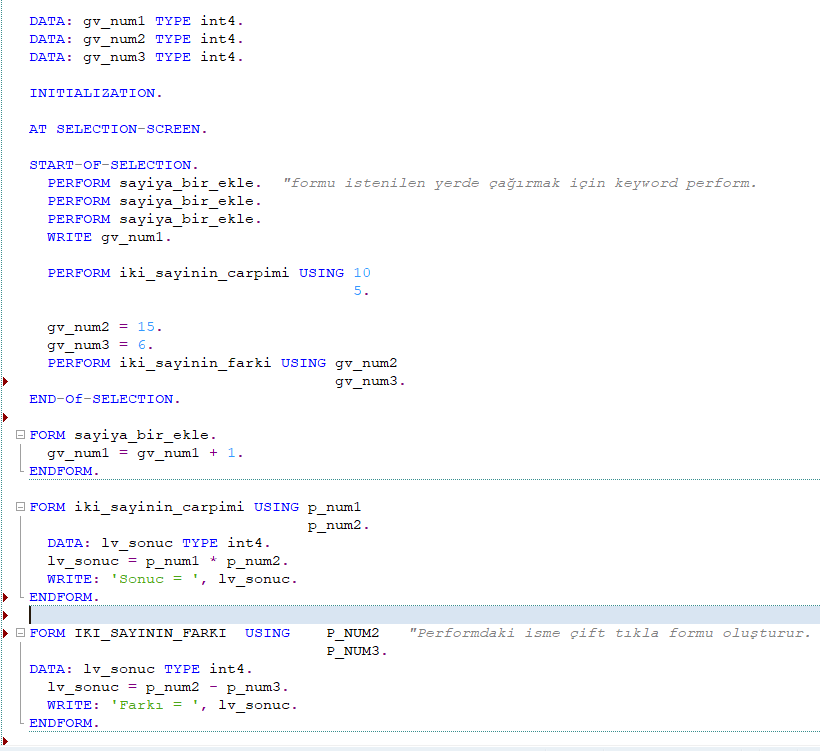 DATA: gv_num1 TYPE int4.
DATA: gv_num2 TYPE int4.
DATA: gv_num3 TYPE int4.
INITIALIZATION.
AT SELECTION-SCREEN.
START-OF-SELECTION.
PERFORM sayiya_bir_ekle. "formu istenilen yerde çağırmak için keyword perform.
PERFORM sayiya_bir_ekle.
PERFORM sayiya_bir_ekle.
WRITE gv_num1.
PERFORM iki_sayinin_carpimi USING 10
5.
gv_num2 = 15.
gv_num3 = 6.
PERFORM iki_sayinin_farki USING gv_num2
gv_num3.
END-Of-SELECTION.
FORM sayiya_bir_ekle.
gv_num1 = gv_num1 + 1.
ENDFORM.
FORM iki_sayinin_carpimi USING p_num1
p_num2.
DATA: lv_sonuc TYPE int4.
lv_sonuc = p_num1 * p_num2.
WRITE: 'Sonuc = ', lv_sonuc.
ENDFORM.
FORM IKI_SAYININ_FARKI USING P_NUM2 "Performdaki isme çift tıkla formu oluşturur.
P_NUM3.
DATA: lv_sonuc TYPE int4.
lv_sonuc = p_num2 - p_num3.
WRITE: 'Farkı = ', lv_sonuc.
ENDFORM.